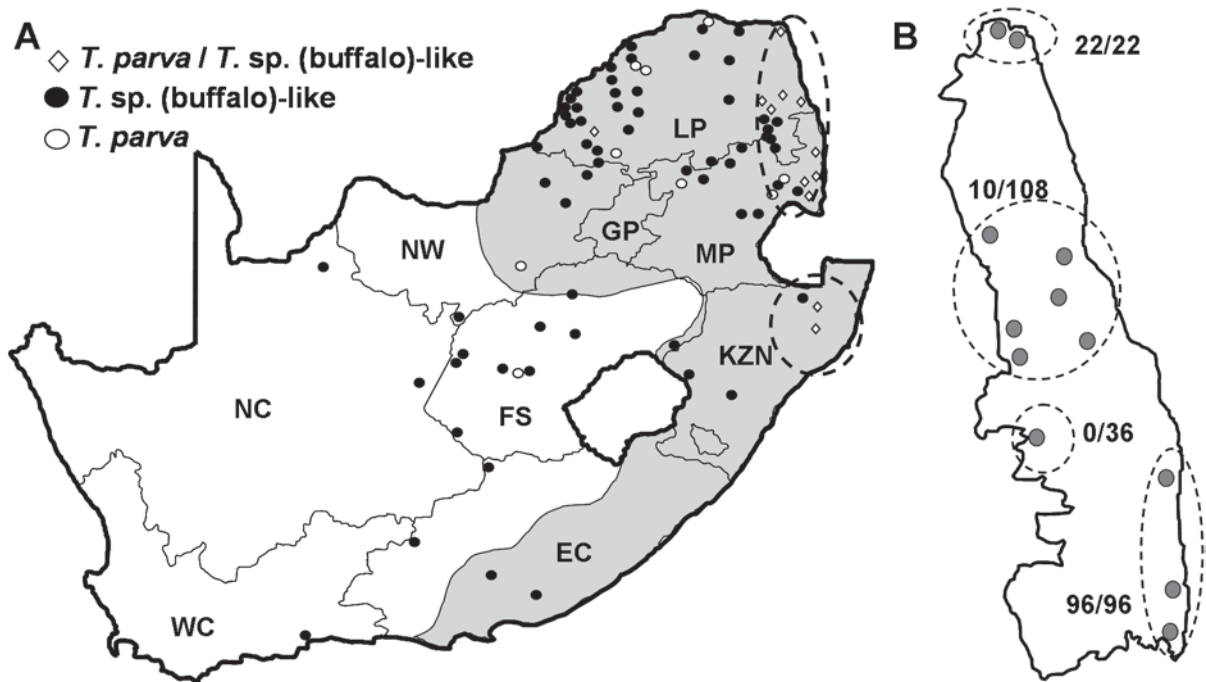 A
T. parva / T. sp. (buffalo)-like
T. sp. (buffalo)-like
T. parva
LP
NW
GP
MP
KZN
NC
FS
EC
WC
B
22/22
10/108
0/36
96/96